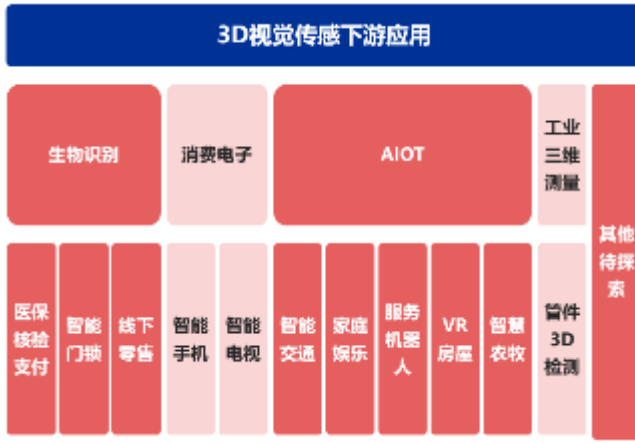 3D视觉传感下游应用
生物识别
消费电子
AIOT
工业
三维
测量
其他
待探
索
医保
核验
支付
智能
门锁
线下
零售
智能
手机
智能
电视
智能
交通
家庭
娱乐
服务
机器
人
VR
房屋
智慧
农牧
管件
3D
检测